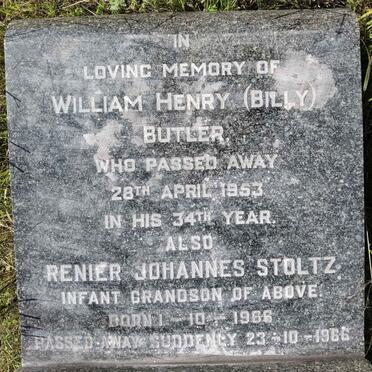 IN
LOVING MEMORY OF
WILLIAM HENRY (BILLY)
BUTLER,
WHO PASSED AWAY
28TH APRIL 1953
IN HIS 34TH YEAR.
ALSO
RENIER JOHANNES STOLTZ
INFANT GRANDSON OF ABOVE.
BORN 1-10-1966
PASSED AWAY SUDDENLY 23-10-1966